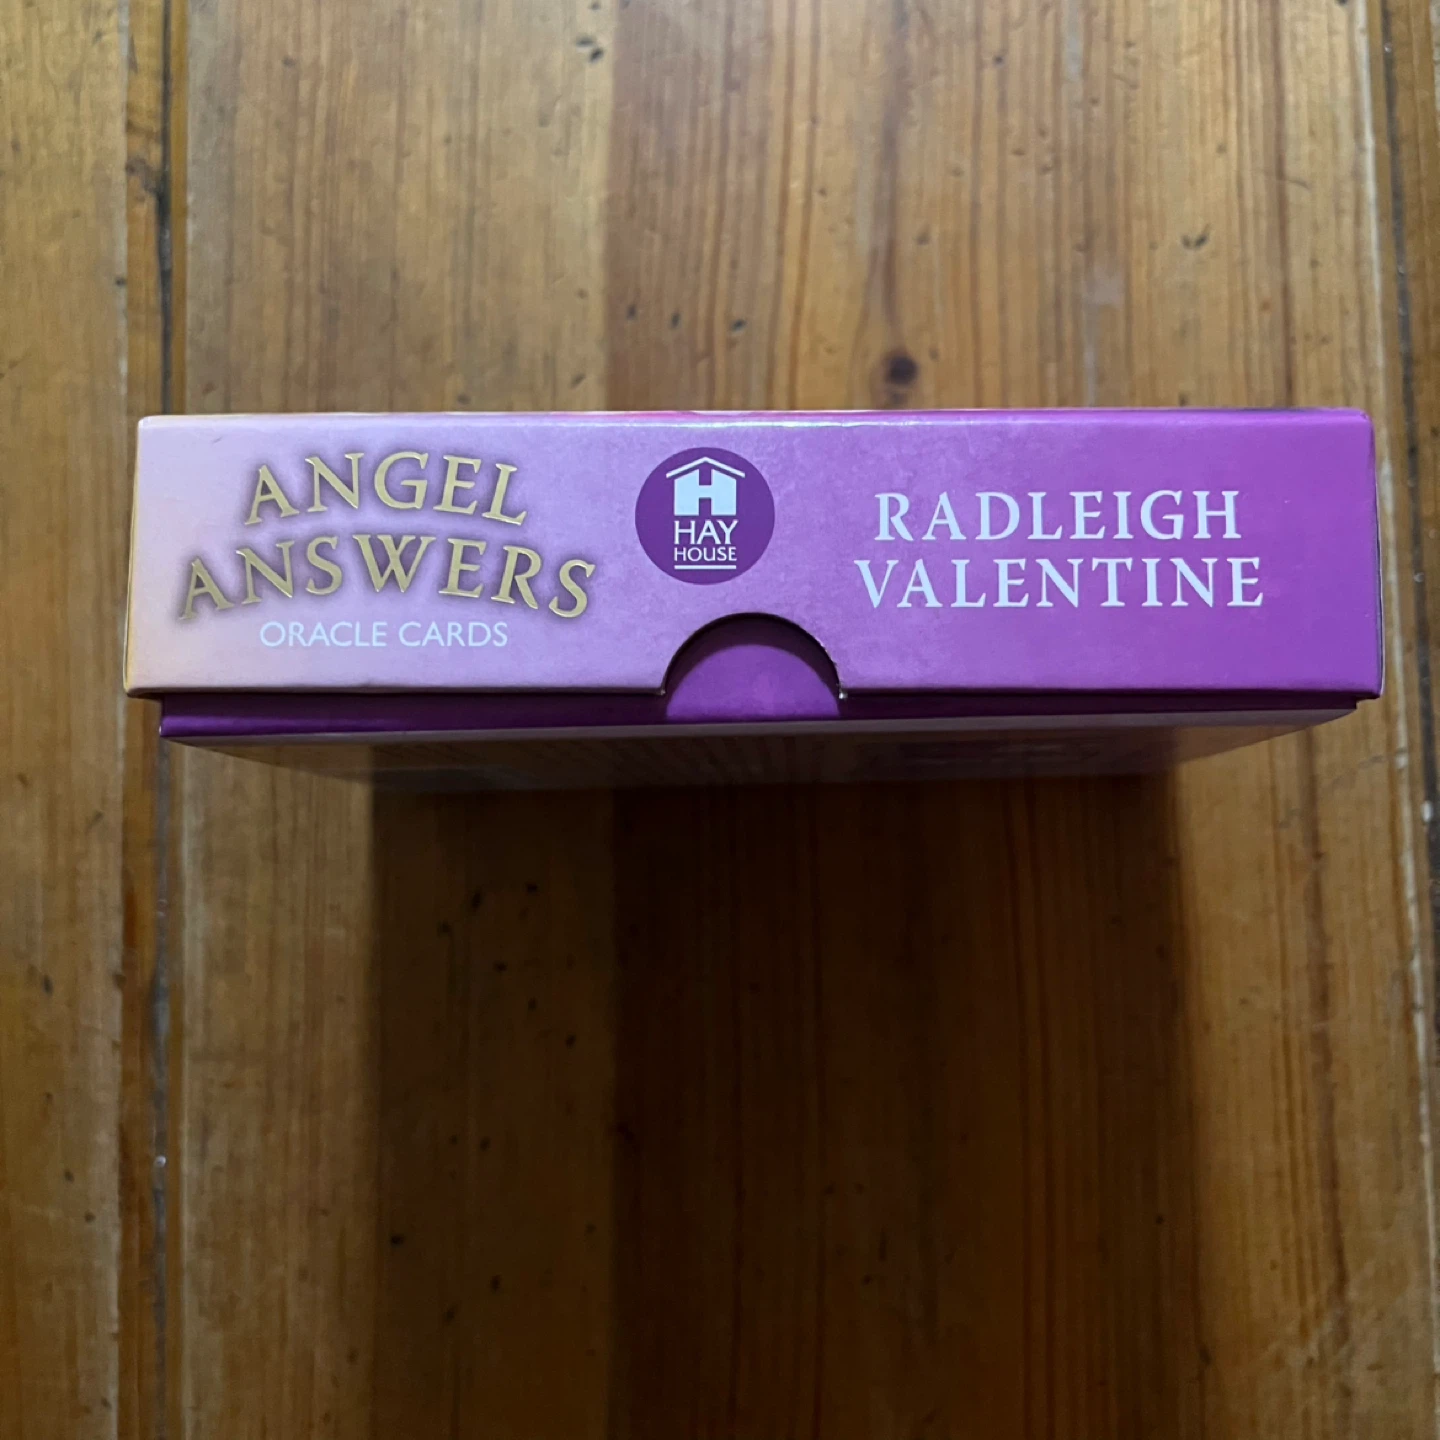 ANGEL
ANSWERS
ORACLE CARDS
H
HAY
HOUSE
RADLEIGH
VALENTINE